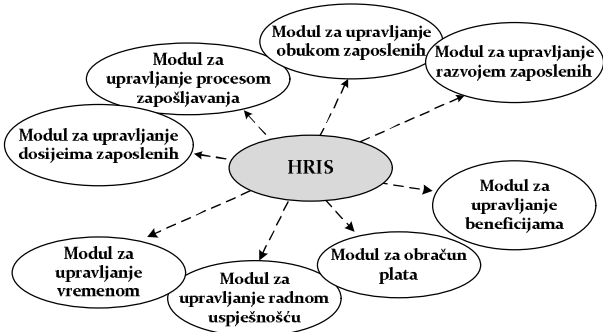 Modul za upravljanje
obukom zaposlenih
Modul za upravljanje
razvojem zaposlenih
Modul za
upravljanje procesom
zapošljavanja
Modul za upravljanje
dosijeima zaposlenih
HRIS
Modul za
upravljanje
beneficijama
Modul za obračun
plata
Modul za
upravljanje
vremenom
Modul za
upravljanje radnom
uspješnošću